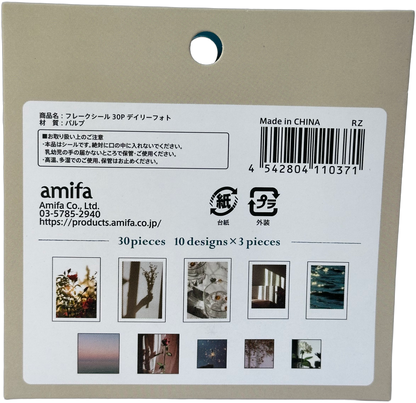 商品名：フレークシール 30P デイリーフォト
材　質：パルプ
■お取り扱い上のご注意
・本品はシールです。絶対に口の中に入れないでください。
乳幼児の手の届かないところで保管・ご使用ください。
・高温、多湿でのご使用、保管はお止めください。
Made in CHINA RZ
4 542804 110371
amifa
Amifa Co., Ltd.
03-5785-2940
https://products.amifa.co.jp/
紙
台紙
プラ
外装
30 pieces 10 designs×3 pieces